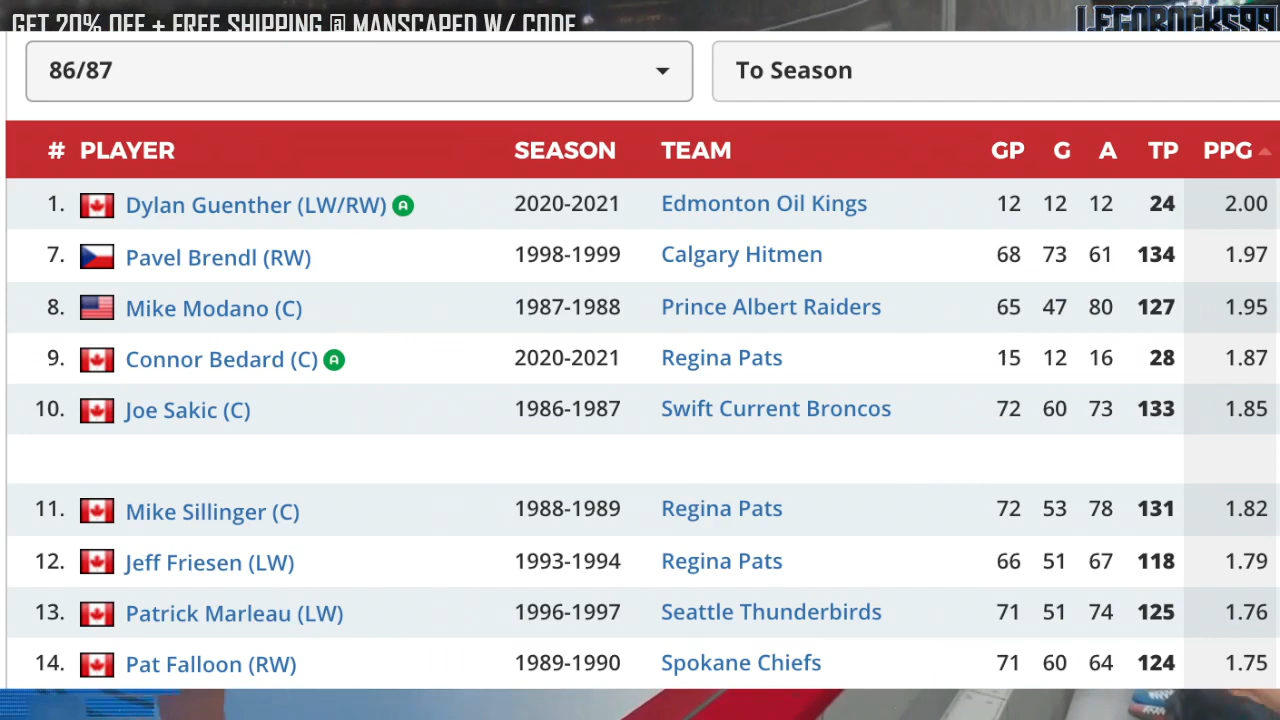 GET 20% OFF + FREE SHIPPING @ MANSCAPED W/ CODE LEGOROCKS99
86/87 To Season
# PLAYER SEASON TEAM GP G A TP PPG
1. Dylan Guenther (LW/RW) A 2020-2021 Edmonton Oil Kings 12 12 12 24 2.00
7. Pavel Brendl (RW) 1998-1999 Calgary Hitmen 68 73 61 134 1.97
8. Mike Modano (C) 1987-1988 Prince Albert Raiders 65 47 80 127 1.95
9. Connor Bedard (C) A 2020-2021 Regina Pats 15 12 16 28 1.87
10. Joe Sakic (C) 1986-1987 Swift Current Broncos 72 60 73 133 1.85
11. Mike Sillinger (C) 1988-1989 Regina Pats 72 53 78 131 1.82
12. Jeff Friesen (LW) 1993-1994 Regina Pats 66 51 67 118 1.79
13. Patrick Marleau (LW) 1996-1997 Seattle Thunderbirds 71 51 74 125 1.76
14. Pat Falloon (RW) 1989-1990 Spokane Chiefs 71 60 64 124 1.75